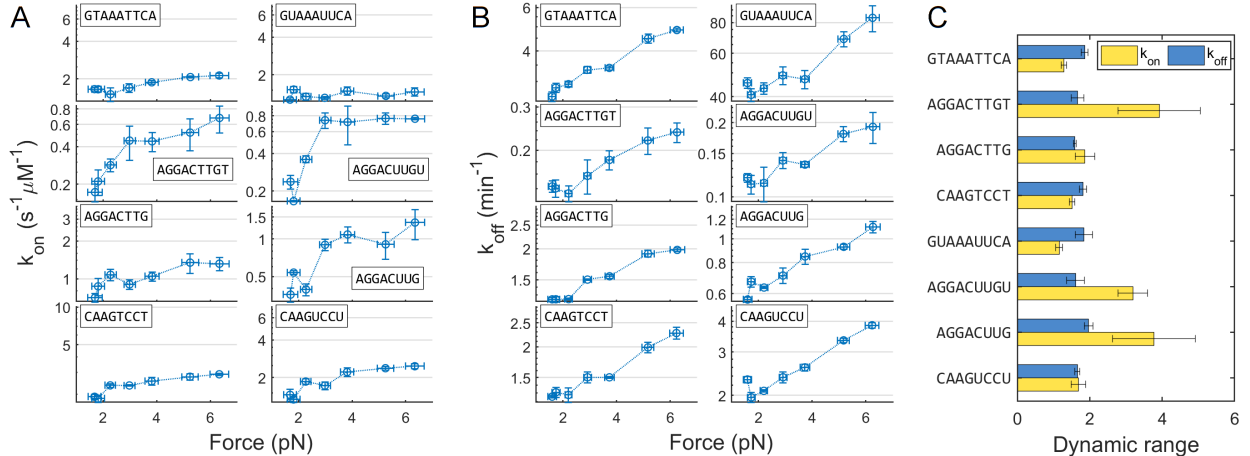 A
GTAAATTCA
6
4
2
GUAAAUUCA
6
4
2
AGGACTTGT
0.8
0.6
0.4
0.2
AGGACUUGU
0.8
0.6
0.4
0.2
AGGACTTG
3
2
1
AGGACUUG
1.5
1
0.5
CAAGTCCT
10
5
CAAGUCCU
6
4
2
k_on (s^-1/μM^-1)
2 4 6
2 4 6
Force (pN)
B
GTAAATTCA
6
4
2
GUAAAUUCA
80
60
40
AGGACTTGT
0.3
0.2
AGGACUUGU
0.2
0.15
0.1
AGGACTTG
2.5
2
1.5
AGGACUUG
1.2
1
0.8
0.6
CAAGTCCT
2.5
2
1.5
CAAGUCCU
4
3
2
k_off (min^-1)
2 4 6
2 4 6
Force (pN)
C
k_on k_off
GTAAATTCA
AGGACTTGT
AGGACTTG
CAAGTCCT
GUAAAUUCA
AGGACUUGU
AGGACUUG
CAAGUCCU
0 2 4 6
Dynamic range